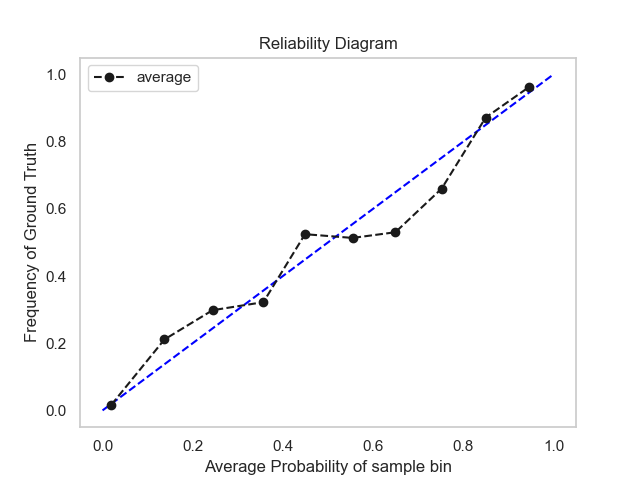 Reliability Diagram
average
1.0
0.8
0.6
0.4
0.2
0.0
Frequency of Ground Truth
0.0 0.2 0.4 0.6 0.8 1.0
Average Probability of sample bin